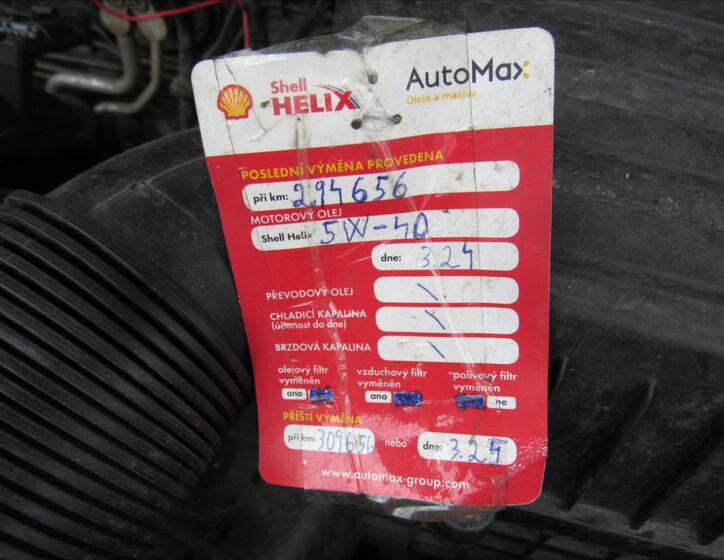 Shell
HELIX
AutoMax
Oleje a maziva
POSLEDNÍ VÝMĚNA PROVEDENA
při km: 294656
MOTOROVÝ OLEJ
Shell Helix 5W-40
dne: 3.24
PŘEVODOVÝ OLEJ \
CHLADICÍ KAPALINA \
(účinnost do dne)
BRZDOVÁ KAPALINA \
olejový filtr vzduchový filtr palivový filtr
vyměněn vyměněn vyměněn
ano ano ne
PŘÍŠTÍ VÝMĚNA
při km: 309656 nebo dne: 3.25
www.automax-group.com